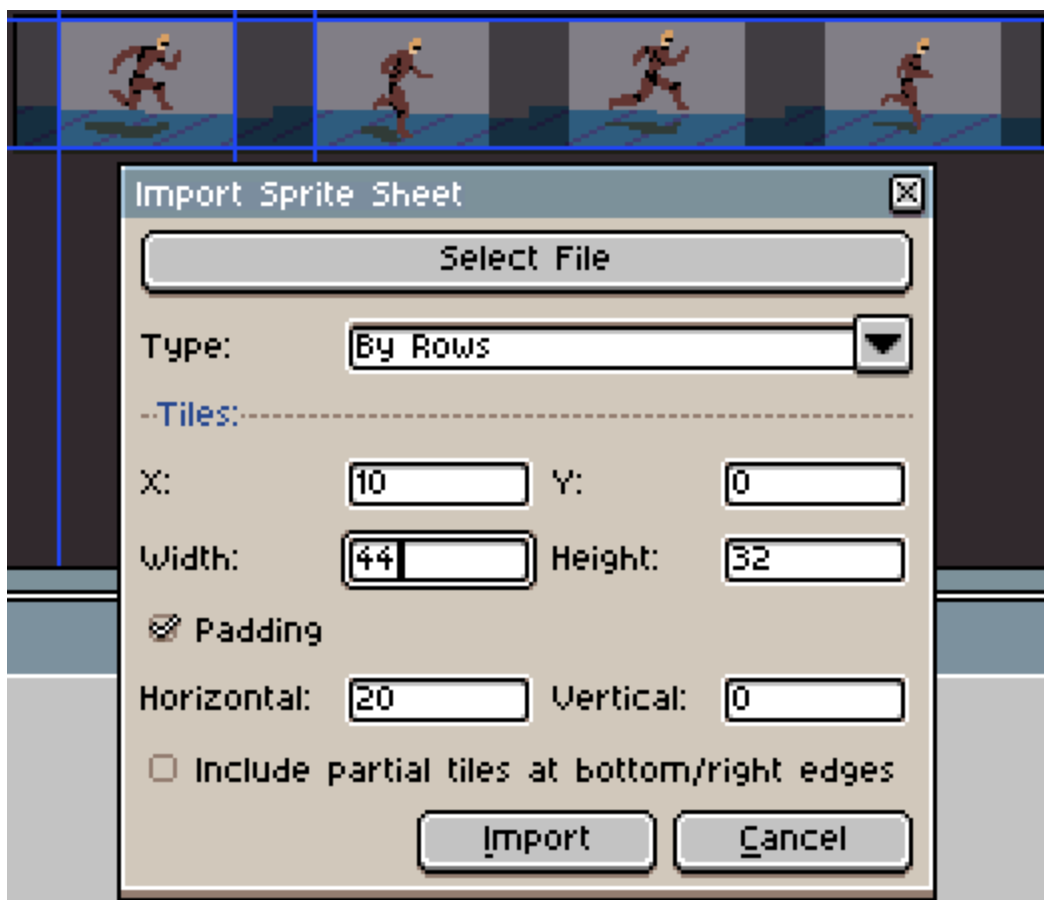 Import Sprite Sheet
Select File
Type: By Rows
Tiles:
X: 10 Y: 0
Width: 44 Height: 32
Padding
Horizontal: 20 Vertical: 0
Include partial tiles at bottom/right edges
Import Cancel